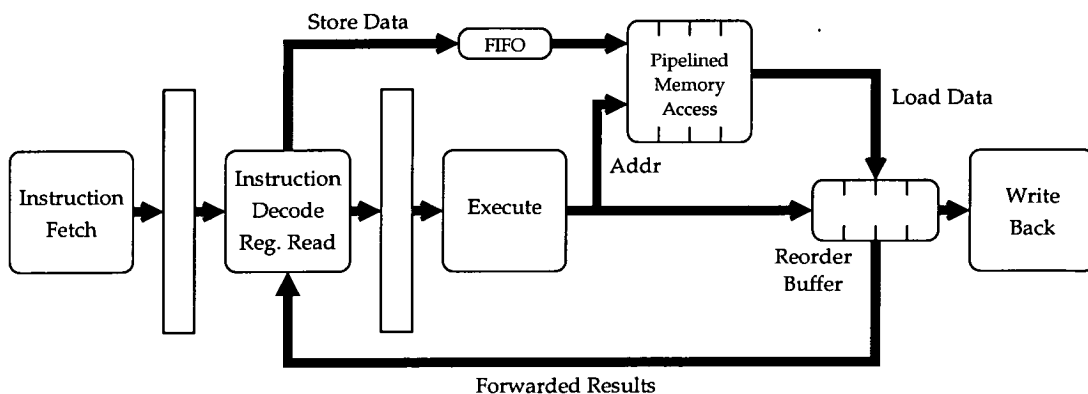 Store Data
FIFO
Pipelined
Memory
Access
Load Data
Addr
Instruction
Fetch
Instruction
Decode
Reg. Read
Execute
Reorder
Buffer
Write
Back
Forwarded Results